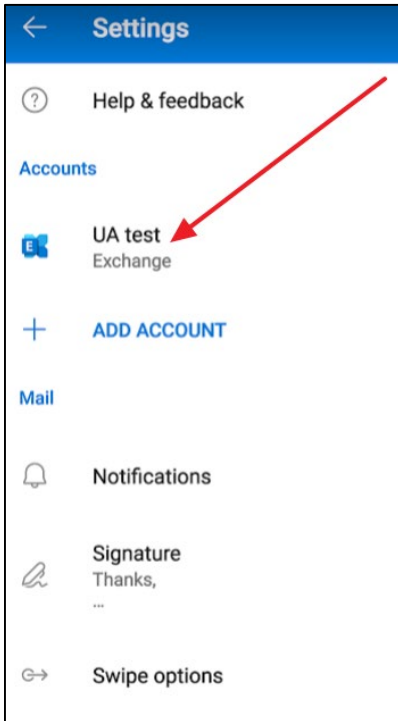 Settings
Help & feedback
Accounts
E
UA test
Exchange
ADD ACCOUNT
Mail
Notifications
Signature
Thanks,
...
Swipe options